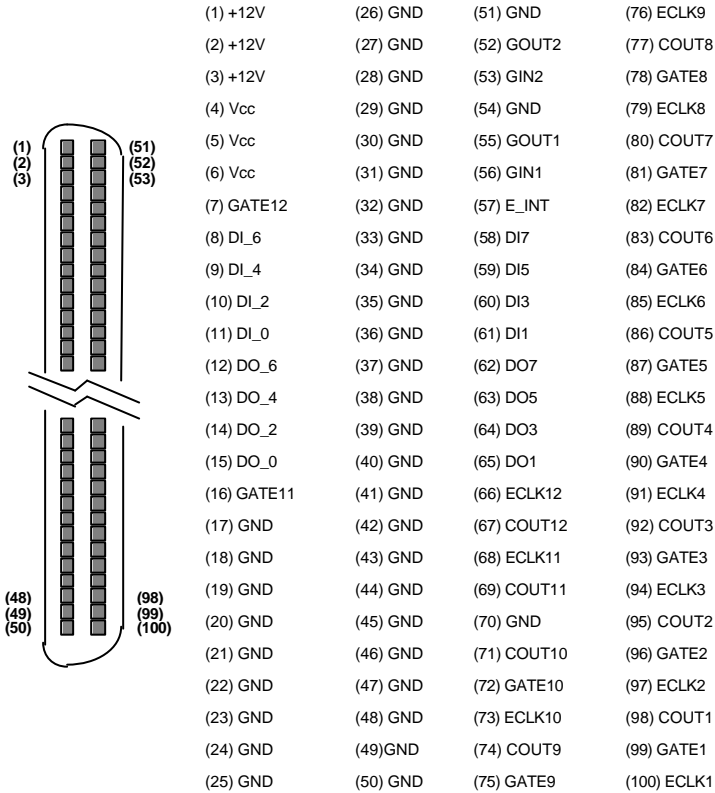 (1) +12V (26) GND (51) GND (76) ECLK9
(2) +12V (27) GND (52) GOUT2 (77) COUT8
(3) +12V (28) GND (53) GIN2 (78) GATE8
(4) Vcc (29) GND (54) GND (79) ECLK8
(5) Vcc (30) GND (55) GOUT1 (80) COUT7
(6) Vcc (31) GND (56) GIN1 (81) GATE7
(7) GATE12 (32) GND (57) E_INT (82) ECLK7
(8) DI_6 (33) GND (58) DI7 (83) COUT6
(9) DI_4 (34) GND (59) DI5 (84) GATE6
(10) DI_2 (35) GND (60) DI3 (85) ECLK6
(11) DI_0 (36) GND (61) DI1 (86) COUT5
(12) DO_6 (37) GND (62) DO7 (87) GATE5
(13) DO_4 (38) GND (63) DO5 (88) ECLK5
(14) DO_2 (39) GND (64) DO3 (89) COUT4
(15) DO_0 (40) GND (65) DO1 (90) GATE4
(16) GATE11 (41) GND (66) ECLK12 (91) ECLK4
(17) GND (42) GND (67) COUT12 (92) COUT3
(18) GND (43) GND (68) ECLK11 (93) GATE3
(19) GND (44) GND (69) COUT11 (94) ECLK3
(20) GND (45) GND (70) GND (95) COUT2
(21) GND (46) GND (71) COUT10 (96) GATE2
(22) GND (47) GND (72) GATE10 (97) ECLK2
(23) GND (48) GND (73) ECLK10 (98) COUT1
(24) GND (49)GND (74) COUT9 (99) GATE1
(25) GND (50) GND (75) GATE9 (100) ECLK1
(1) (51)
(2) (52)
(3) (53)
(48) (98)
(49) (99)
(50) (100)